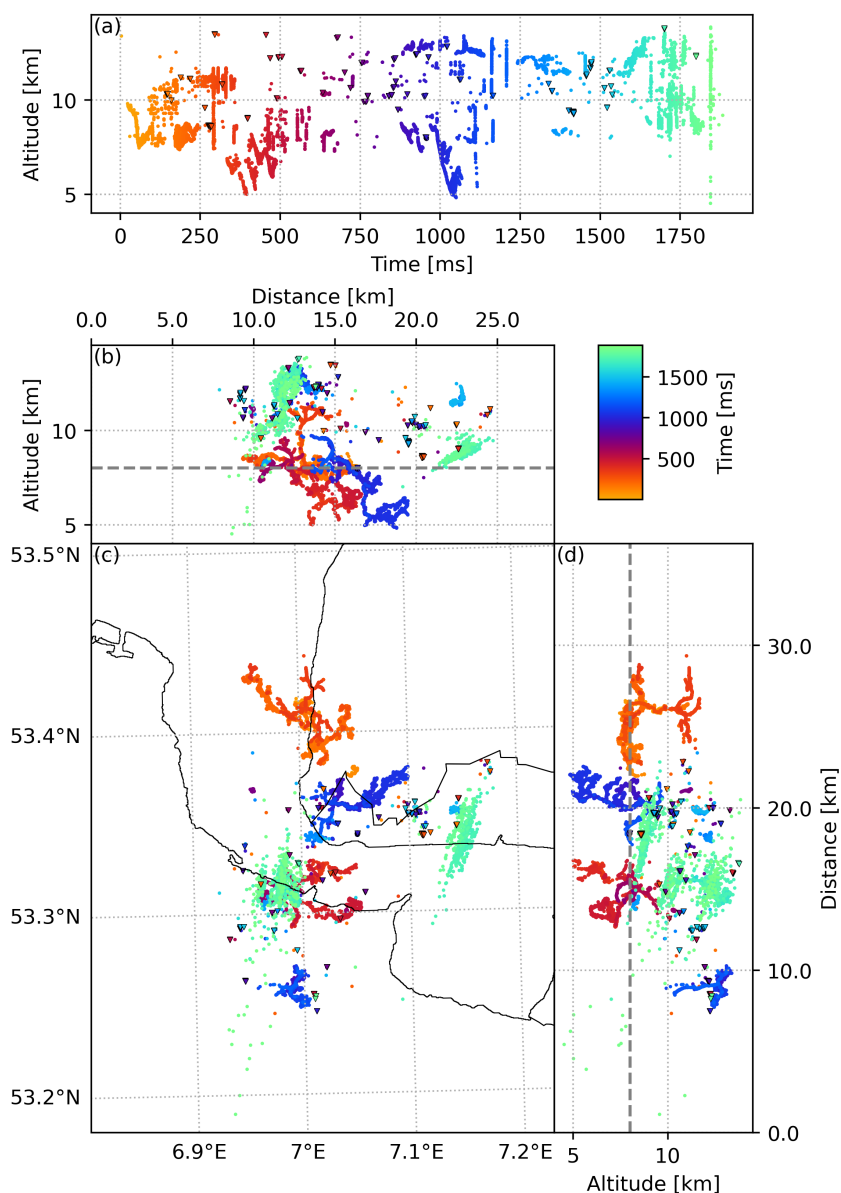 (a)
10
5
Altitude [km]
0 250 500 750 1000 1250 1500 1750
Time [ms]
Distance [km]
0.0 5.0 10.0 15.0 20.0 25.0
(b)
10
5
Altitude [km]
1500
1000
500
Time [ms]
(c)
53.5°N
53.4°N
53.3°N
53.2°N
6.9°E 7°E 7.1°E 7.2°E
(d)
30.0
20.0
10.0
0.0
Distance [km]
5 10
Altitude [km]